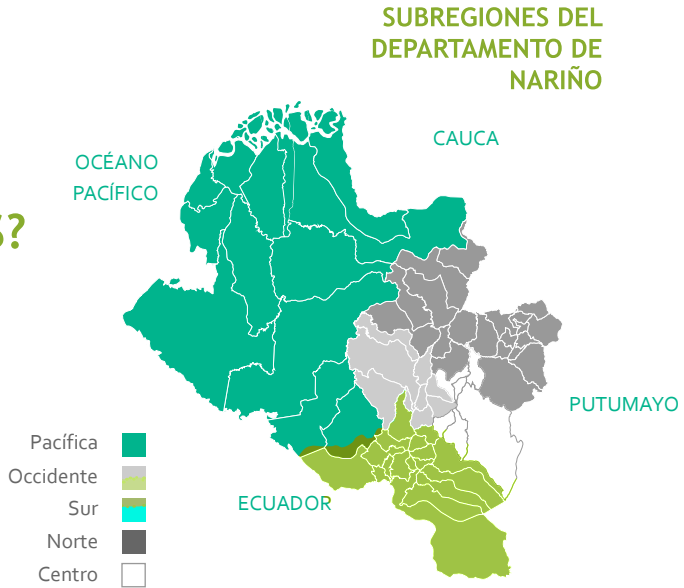 SUBREGIONES DEL
DEPARTAMENTO DE
NARIÑO
CAUCA
OCÉANO
PACÍFICO
?
PUTUMAYO
ECUADOR
Pacífica
Occidente
Sur
Norte
Centro